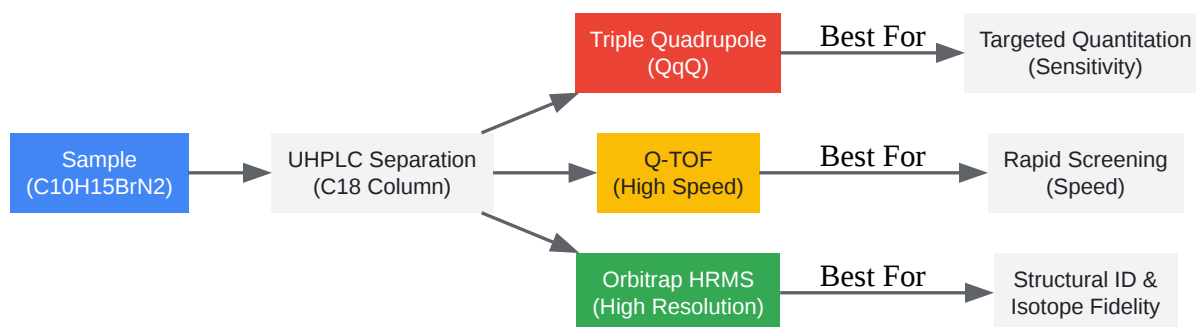 Triple Quadrupole
(QqQ)
Best For
Targeted Quantitation
(Sensitivity)
Sample
(C10H15BrN2)
UHPLC Separation
(C18 Column)
Q-TOF
(High Speed)
Best For
Rapid Screening
(Speed)
Orbitrap HRMS
(High Resolution)
Best For
Structural ID &
Isotope Fidelity